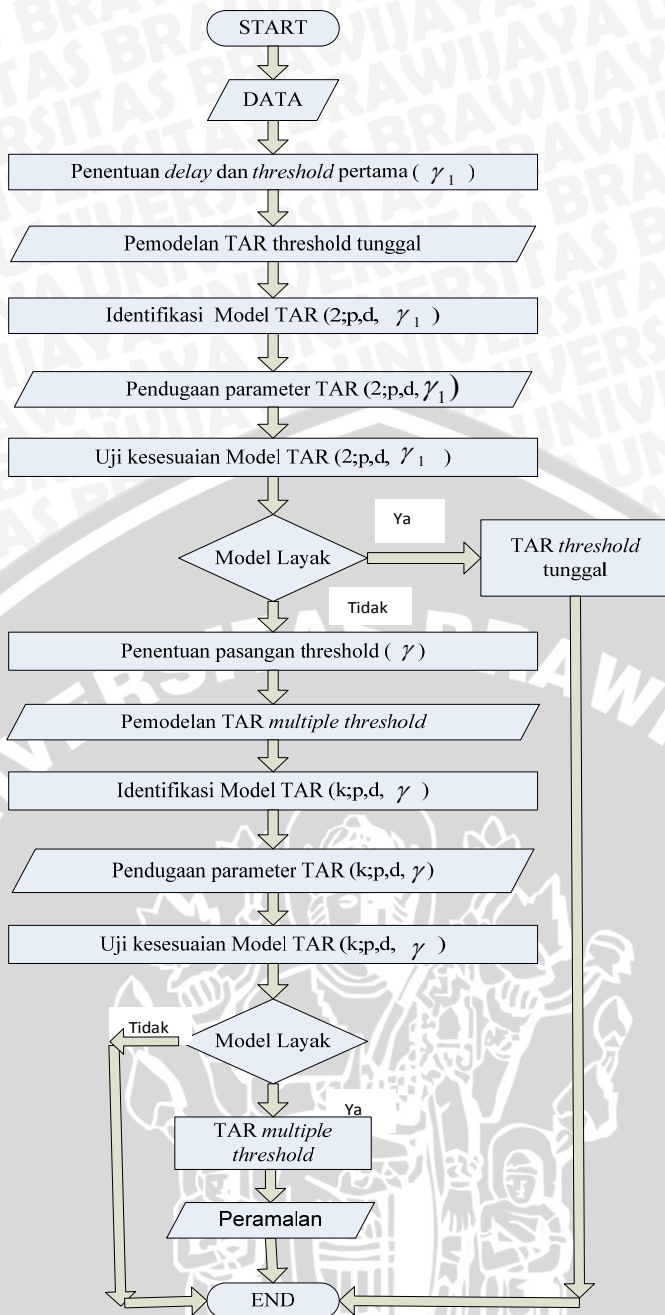 START
DATA
Penentuan delay dan threshold pertama ( γ 1 )
Pemodelan TAR threshold tunggal
Identifikasi Model TAR (2;p,d, γ 1 )
Pendugaan parameter TAR (2;p,d, γ1)
Uji kesesuaian Model TAR (2;p,d, γ 1 )
Model Layak
Ya
TAR threshold
tunggal
Tidak
Penentuan pasangan threshold ( γ )
Pemodelan TAR multiple threshold
Identifikasi Model TAR (k;p,d, γ )
Pendugaan parameter TAR (k;p,d, γ)
Uji kesesuaian Model TAR (k;p,d, γ )
Model Layak
Tidak
Ya
TAR multiple
threshold
Peramalan
END